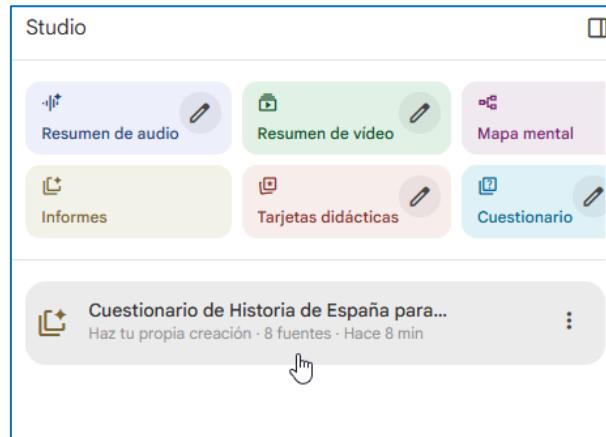 Studio
Resumen de audio
Resumen de vídeo
Mapa mental
Informes
Tarjetas didácticas
Cuestionario
Cuestionario de Historia de España para...
Haz tu propia creación · 8 fuentes · Hace 8 min